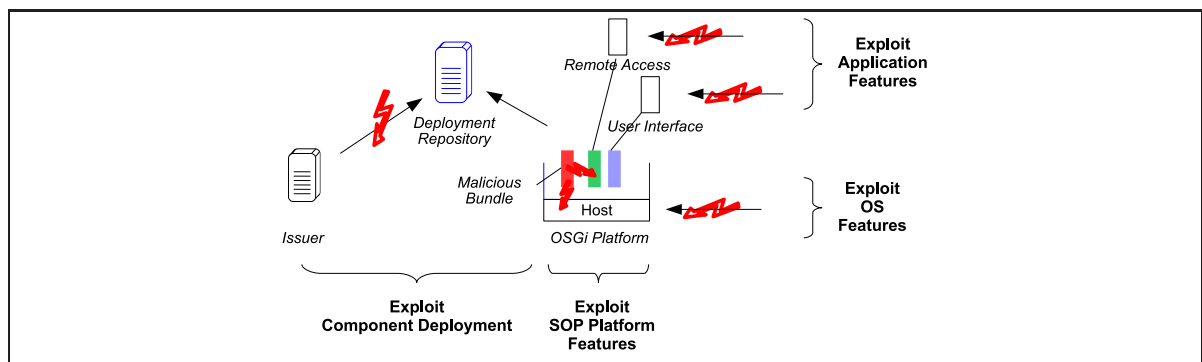 Remote Access
Exploit
Application
Features
User Interface
Deployment
Repository
Malicious
Bundle
Host
Exploit
OS
Features
Issuer
OSGi Platform
Exploit
Component Deployment
Exploit
SOP Platform
Features